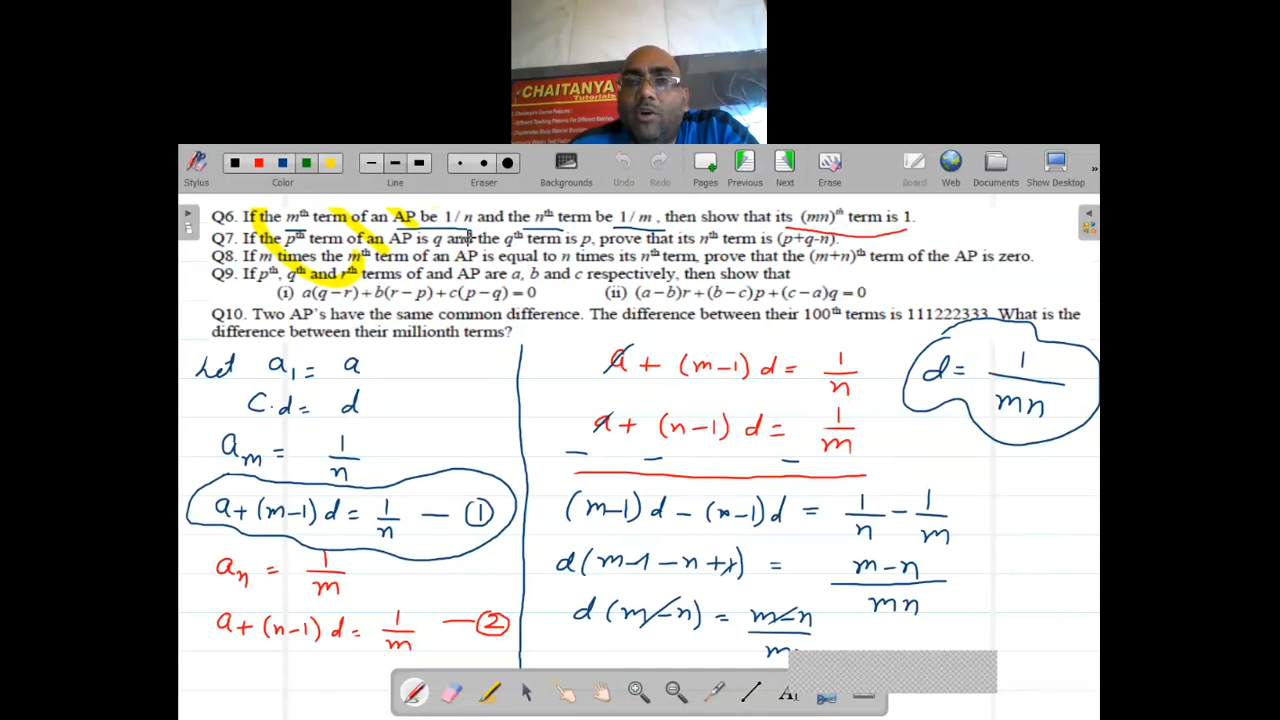 CHAITANYA
Tutorials
Stylus
Color
Line
Eraser
Backgrounds
Undo
Redo
Pages
Previous
Next
Erase
Board
Web
Documents
Show Desktop
»
Q6. If the mᵗʰ term of an AP be 1/n and the nᵗʰ term be 1/m, then show that its (mn)ᵗʰ term is 1.
Q7. If the pᵗʰ term of an AP is q and the qᵗʰ term is p, prove that its nᵗʰ term is (p+q-n).
Q8. If m times the mᵗʰ term of an AP is equal to n times its nᵗʰ term, prove that the (m+n)ᵗʰ term of the AP is zero.
Q9. If pᵗʰ, qᵗʰ and rᵗʰ terms of and AP are a, b and c respectively, then show that
(i) a(q−r)+b(r−p)+c(p−q)=0 (ii) (a−b)r+(b−c)p+(c−a)q=0
Q10. Two AP's have the same common difference. The difference between their 100ᵗʰ terms is 111222333. What is the
difference between their millionth terms?
Let a₁ = a
C.d = d
aₘ = 1/n
a+(m−1)d = 1/n — ①
aₙ = 1/m
a+(n−1)d = 1/m — ②
a + (m−1)d = 1/n
a + (n−1)d = 1/m
− − −
(m−1)d − (n−1)d = 1/n − 1/m
d(m−1−n+1) = m−n/mn
d(m−n) = m−n/m
d = 1/mn